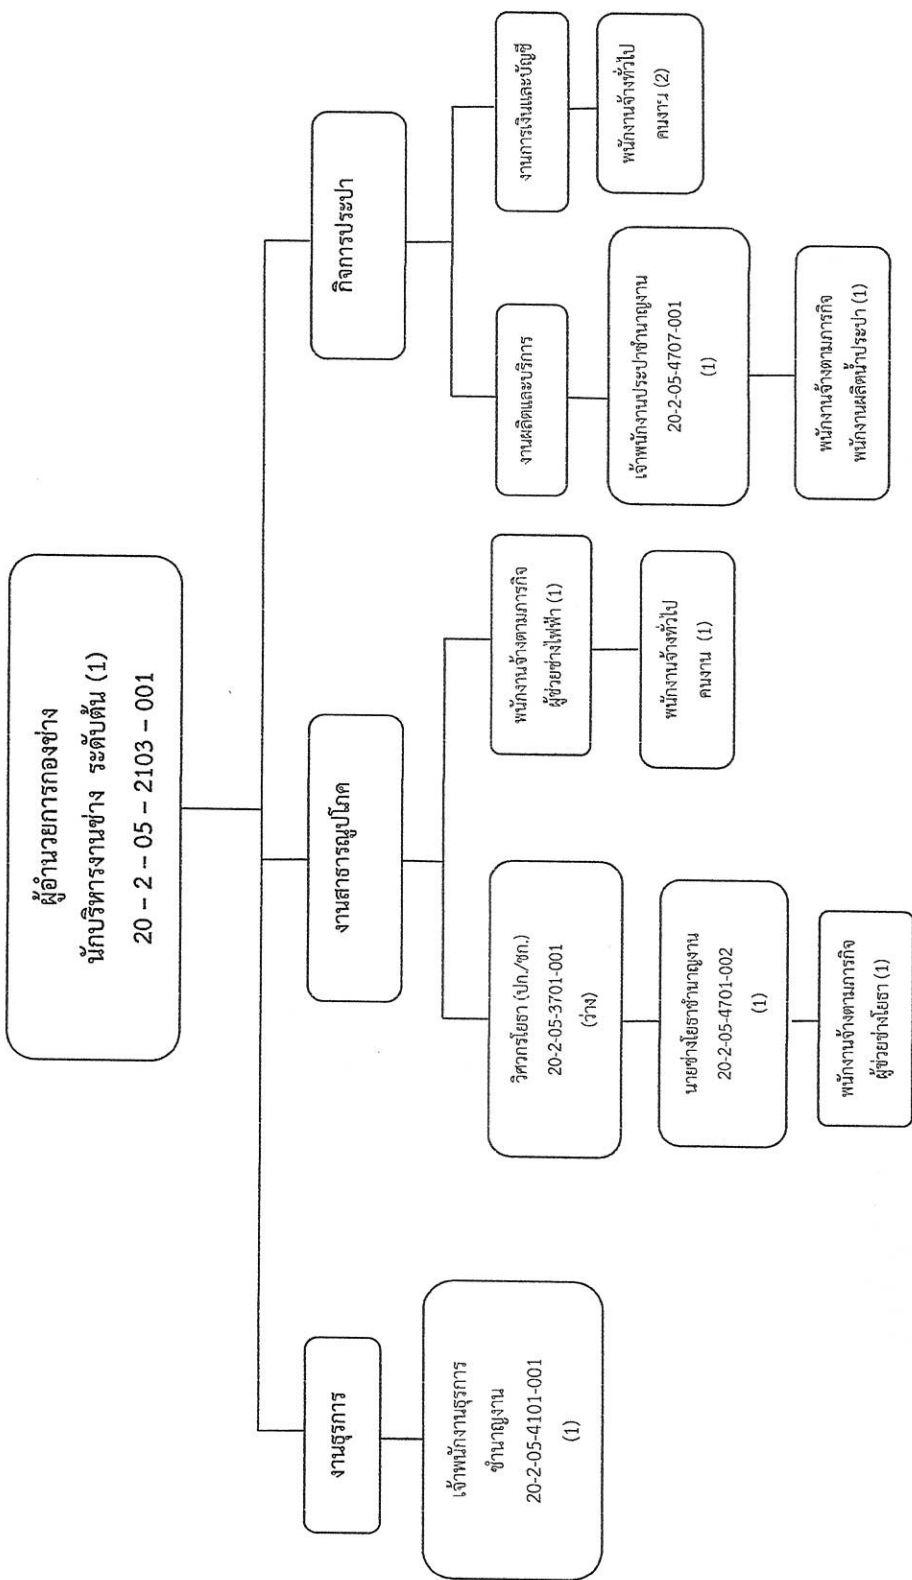 ผู้อำนวยการกองช่าง
นักบริหารงานช่าง ระดับต้น (1)
20 – 2 – 05 – 2103 – 001
งานธุรการ
เจ้าพนักงานธุรการ
ชำนาญงาน
20-2-05-4101-001
(1)
งานสาธารณูปโภค
วิศวกรโยธา (ปก./ชก.)
20-2-05-3701-001
(ว่าง)
นายช่างโยธาชำนาญงาน
20-2-05-4701-002
(1)
พนักงานจ้างตามภารกิจ
ผู้ช่วยช่างโยธา (1)
พนักงานจ้างตามภารกิจ
ผู้ช่วยช่างไฟฟ้า (1)
พนักงานจ้างทั่วไป
คนงาน (1)
กิจการประปา
งานผลิตและบริการ
เจ้าพนักงานประปาชำนาญงาน
20-2-05-4707-001
(1)
พนักงานจ้างตามภารกิจ
พนักงานผลิตน้ำประปา (1)
งานการเงินและบัญชี
พนักงานจ้างทั่วไป
คนงาน (2)